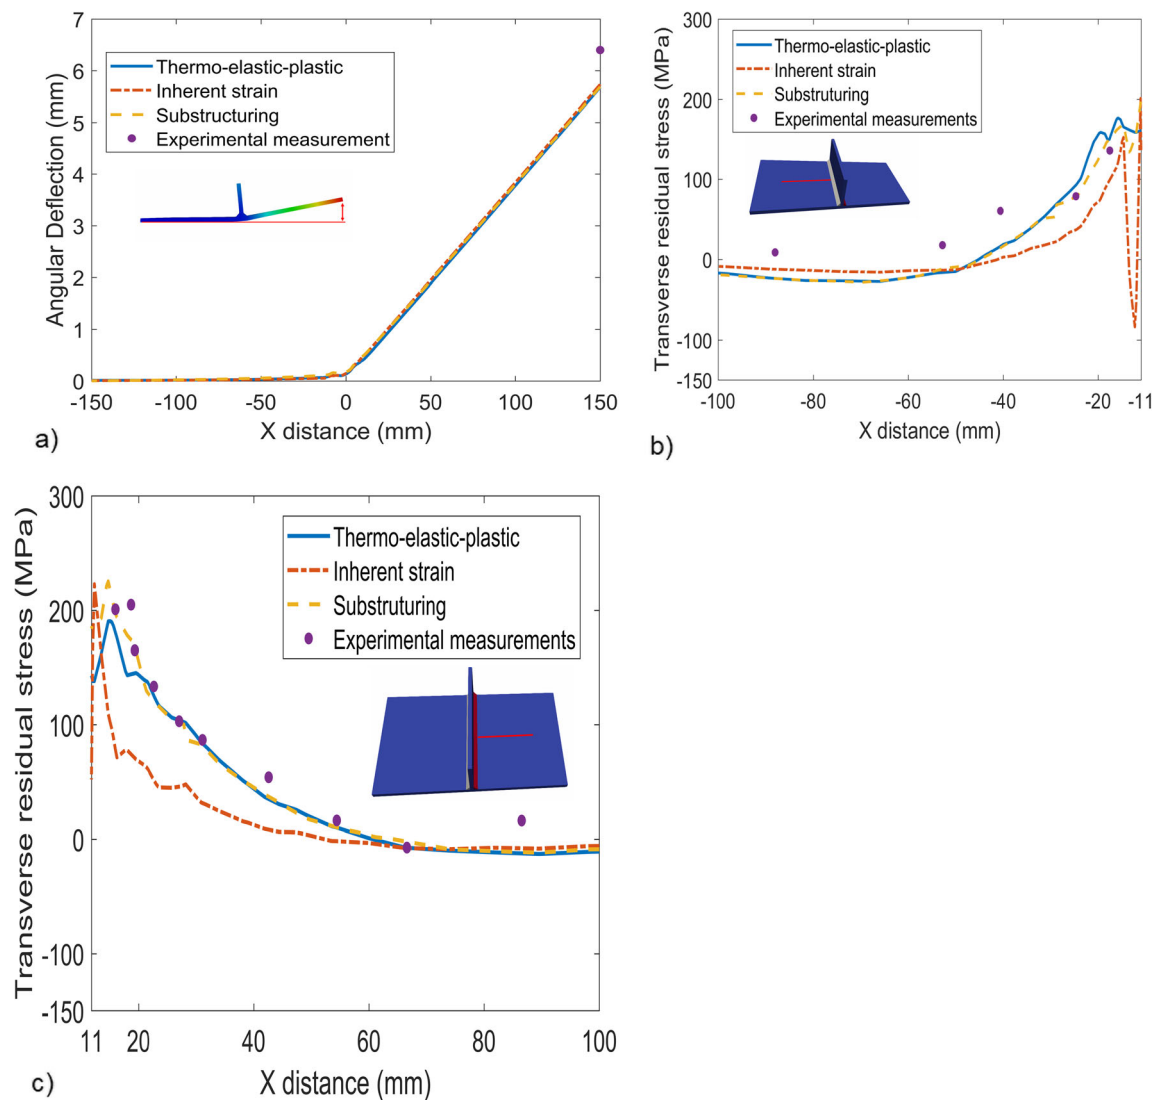 7
6
5
4
3
2
1
0
Angular Deflection (mm)
Thermo-elastic-plastic
Inherent strain
Substructuring
Experimental measurement
-150 -100 -50 0 50 100 150
X distance (mm)
a)
300
200
100
0
-100
-150
Transverse residual stress (MPa)
Thermo-elastic-plastic
Inherent strain
Substruturing
Experimental measurements
-100 -80 -60 -40 -20 -11
X distance (mm)
b)
300
200
100
0
-100
-150
Transverse residual stress (MPa)
Thermo-elastic-plastic
Inherent strain
Substruturing
Experimental measurements
11 20 40 60 80 100
X distance (mm)
c)